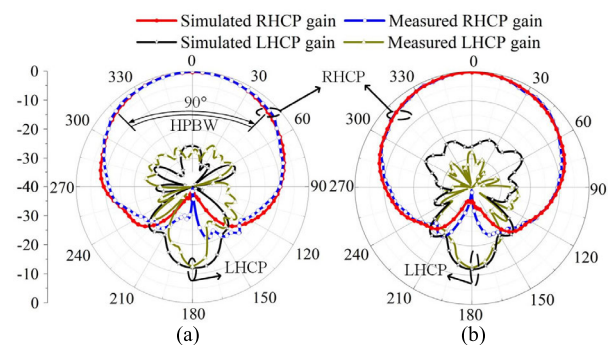 Simulated RHCP gain Measured RHCP gain
Simulated LHCP gain Measured LHCP gain
0 0
-0 330 30 RHCP 330 30
-10 90°
300 HPBW 60 300 60
-20
-30
-40 270 90 270 90
-30
-20 240 120 240 120
LHCP LHCP
-10
210 150 210 150
-0 180 180
(a) (b)